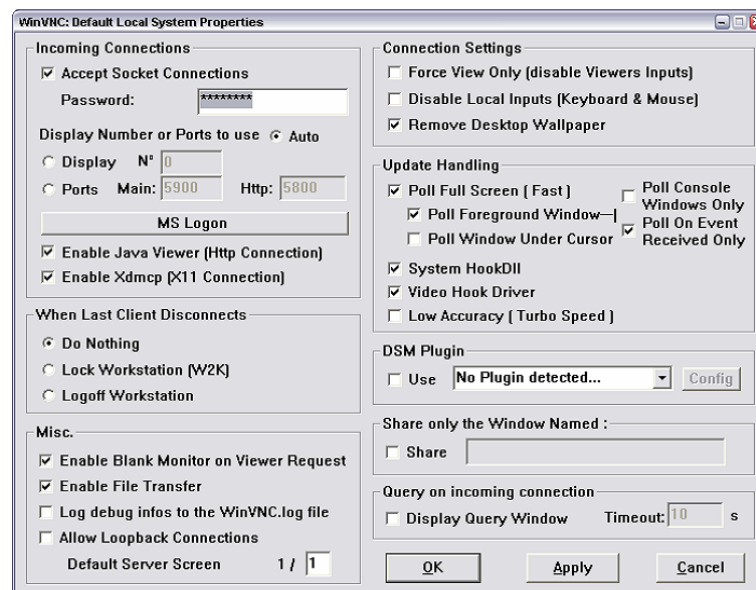 WinVNC: Default Local System Properties
Incoming Connections
Accept Socket Connections
Password: ********
Display Number or Ports to use Auto
Display N° 0
Ports Main: 5900 Http: 5800
MS Logon
Enable Java Viewer (Http Connection)
Enable Xdmcp (X11 Connection)
When Last Client Disconnects
Do Nothing
Lock Workstation (W2K)
Logoff Workstation
Misc.
Enable Blank Monitor on Viewer Request
Enable File Transfer
Log debug infos to the WinVNC.log file
Allow Loopback Connections
Default Server Screen 1 / 1
Connection Settings
Force View Only (disable Viewers Inputs)
Disable Local Inputs (Keyboard & Mouse)
Remove Desktop Wallpaper
Update Handling
Poll Full Screen ( Fast )
Poll Foreground Window
Poll Window Under Cursor
Poll Console
Windows Only
Poll On Event
Received Only
System HookDll
Video Hook Driver
Low Accuracy ( Turbo Speed )
DSM Plugin
Use No Plugin detected... Config
Share only the Window Named :
Share
Query on incoming connection
Display Query Window Timeout: 10 s
OK Apply Cancel